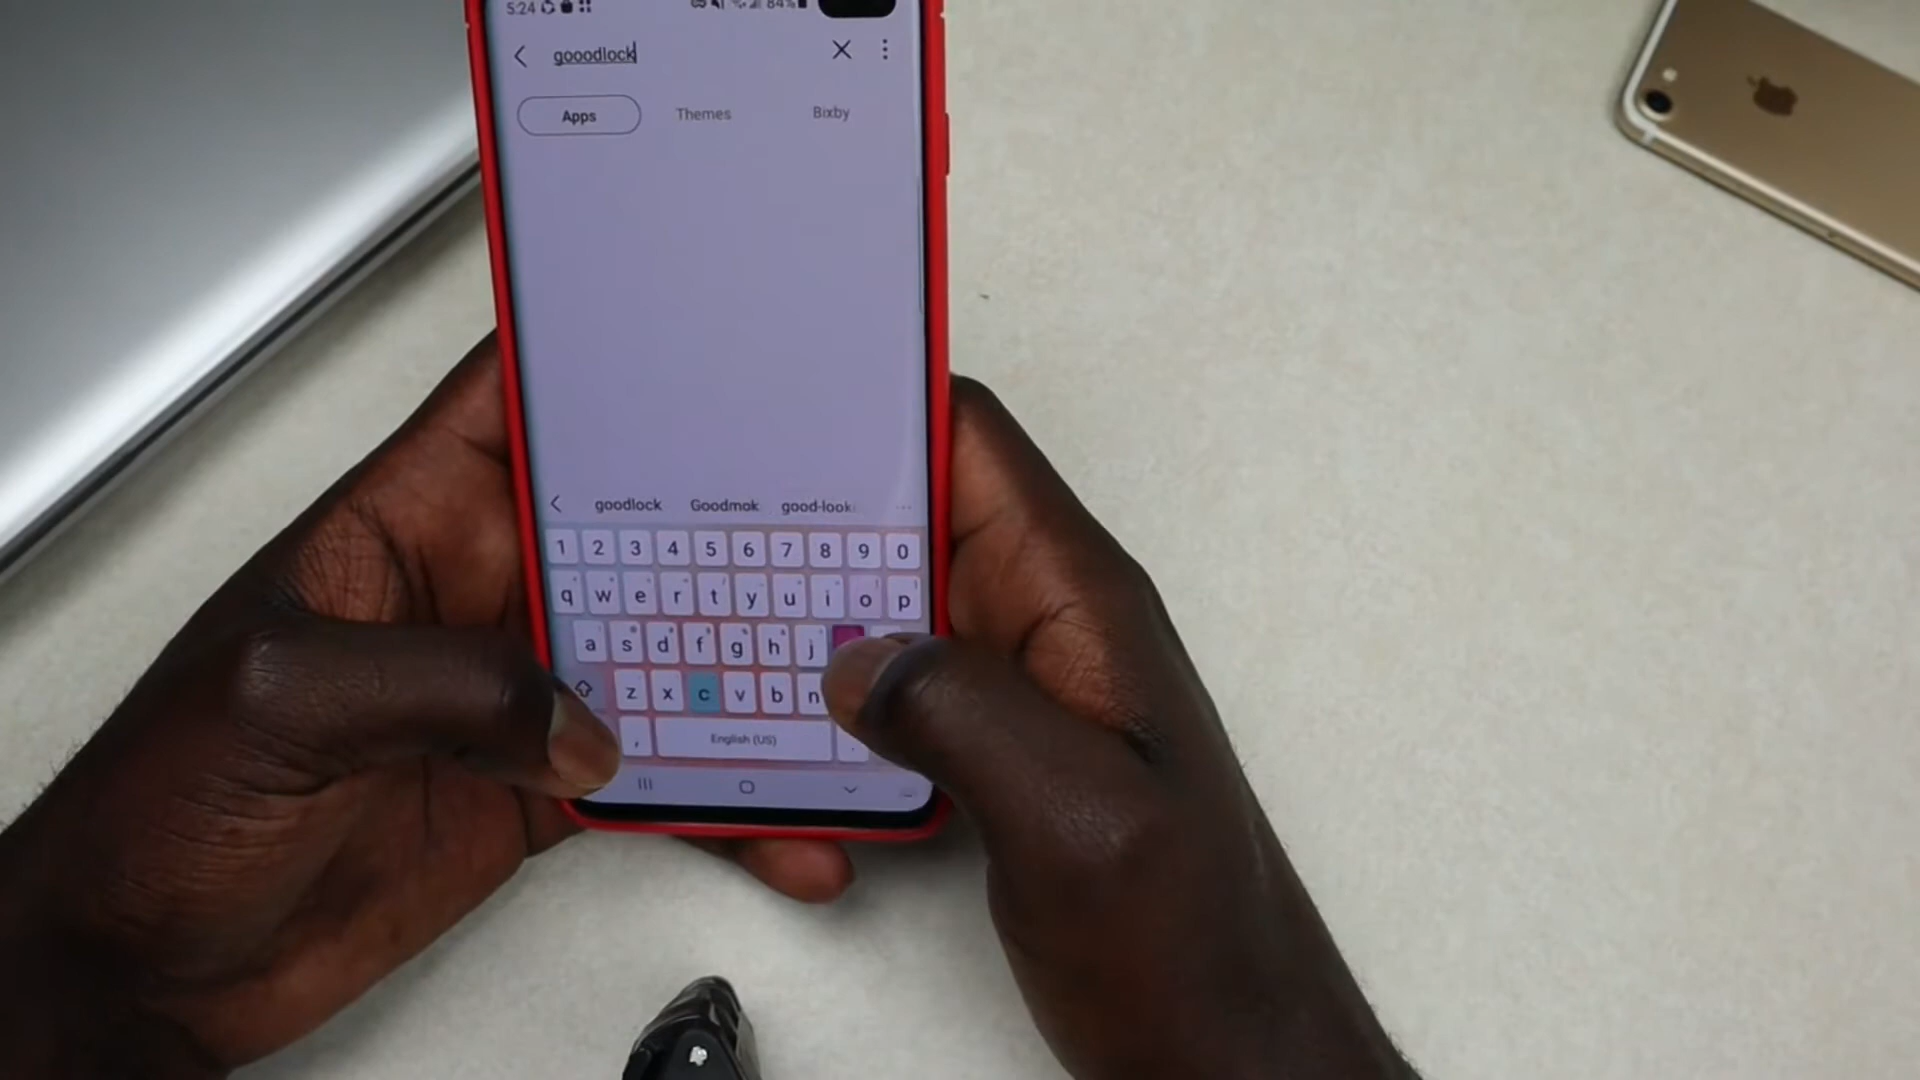 5:24 84%
gooodlock
Apps Themes Bixby
goodlock Goodmok good-look
1 2 3 4 5 6 7 8 9 0
q w e r t y u i o p
a s d f g h j
z x c v b n
, English (US) .